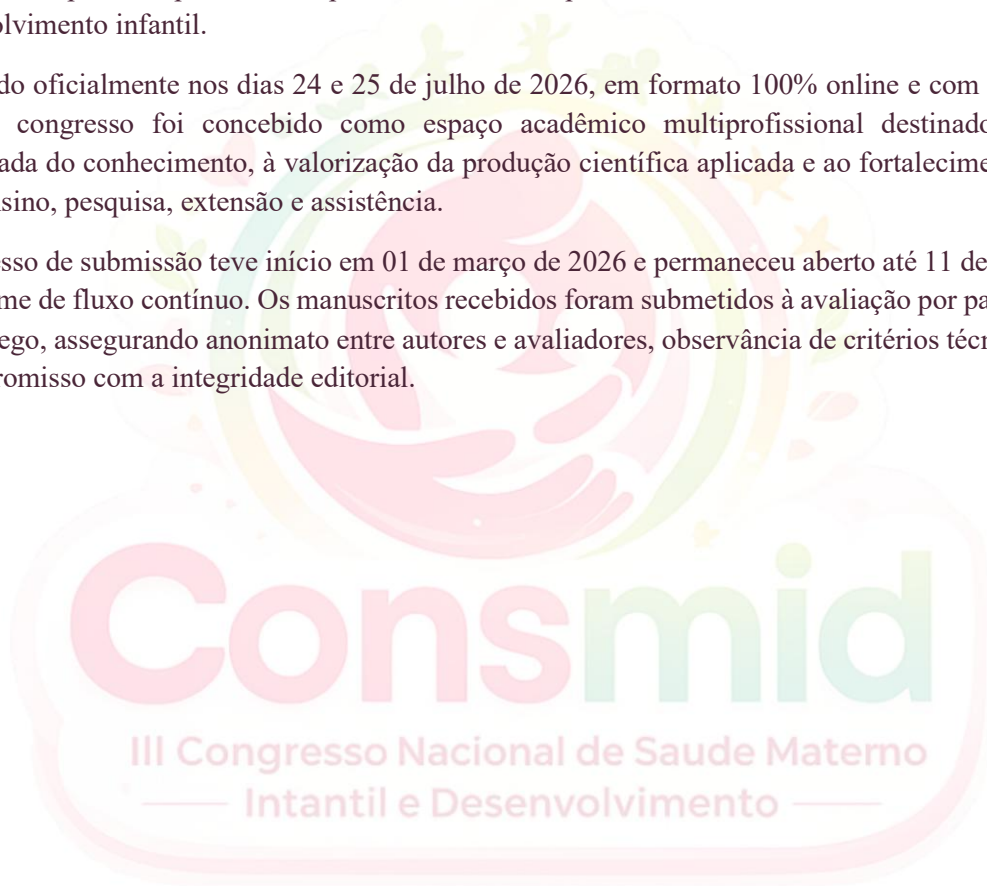 olvimento infantil.
do oficialmente nos dias 24 e 25 de julho de 2026, em formato 100% online e com
congresso foi concebido como espaço acadêmico multiprofissional destinado
ada do conhecimento, à valorização da produção científica aplicada e ao fortalecime
sino, pesquisa, extensão e assistência.
sso de submissão teve início em 01 de março de 2026 e permaneceu aberto até 11 de
me de fluxo contínuo. Os manuscritos recebidos foram submetidos à avaliação por pa
ego, assegurando anonimato entre autores e avaliadores, observância de critérios técn
romisso com a integridade editorial.
Consmid
III Congresso Nacional de Saude Materno
Intantil e Desenvolvimento